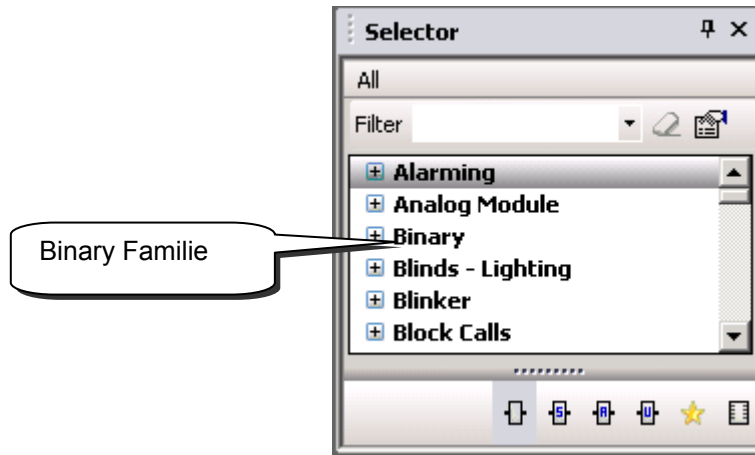 Selector
All
Filter
Alarming
Analog Module
Binary
Binary Familie
Blinds - Lighting
Blinker
Block Calls
S
A
U